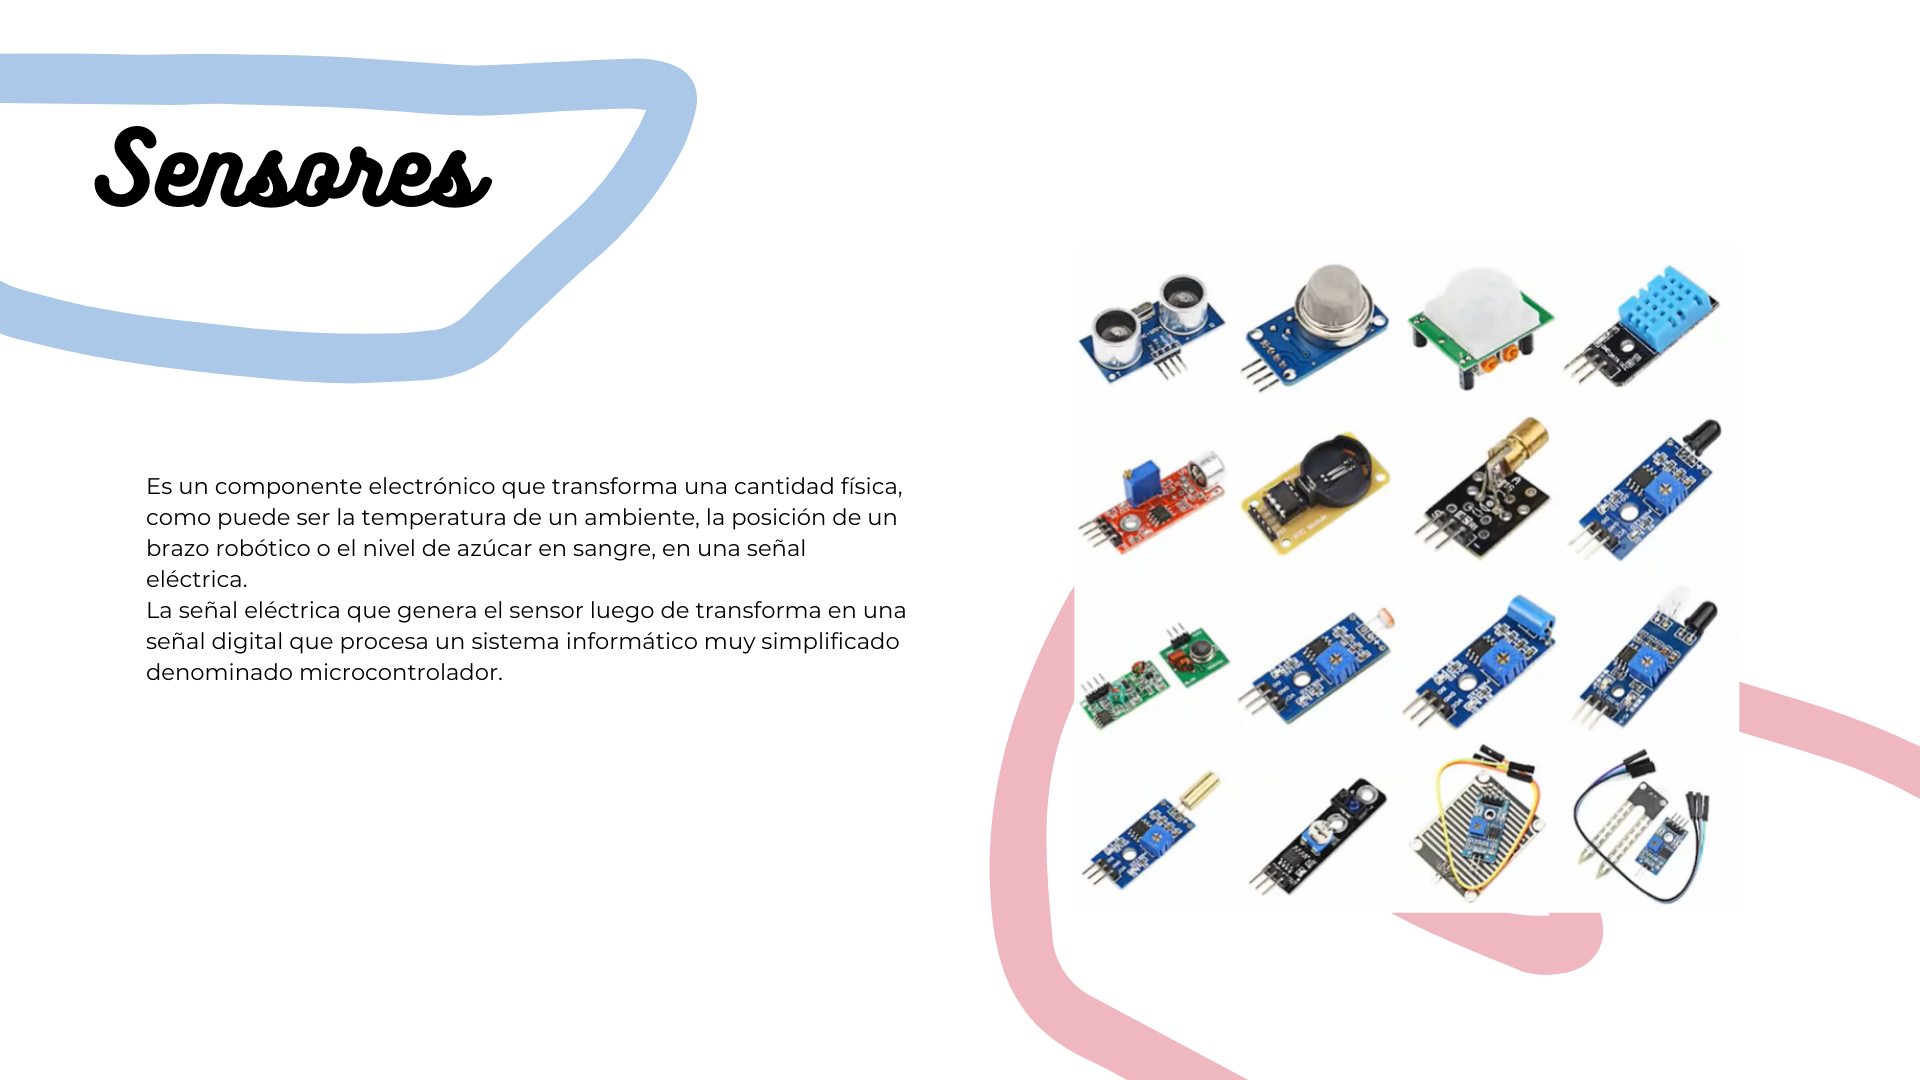 Sensores
Es un componente electrónico que transforma una cantidad física,
como puede ser la temperatura de un ambiente, la posición de un
brazo robótico o el nivel de azúcar en sangre, en una señal
eléctrica.
La señal eléctrica que genera el sensor luego de transforma en una
señal digital que procesa un sistema informático muy simplificado
denominado microcontrolador.